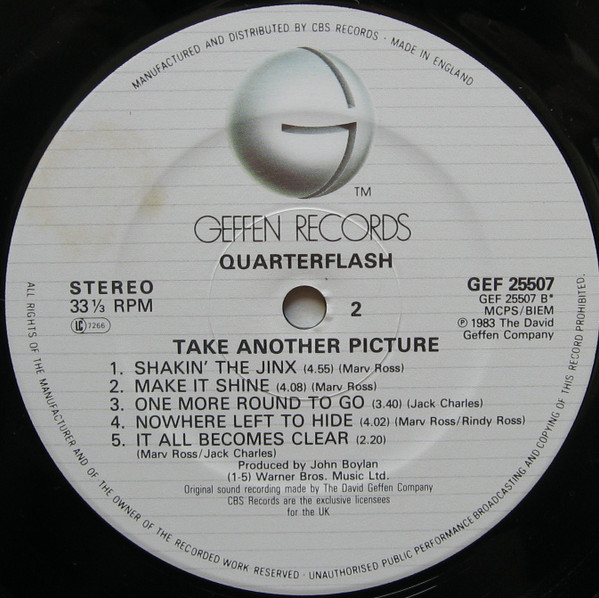 MANUFACTURED AND DISTRIBUTED BY CBS RECORDS · MADE IN ENGLAND
TM
GEFFEN RECORDS
QUARTERFLASH
STEREO
33 1/3 RPM
LC 7266
2
GEF 25507
GEF 25507 B*
MCPS/BIEM
℗ 1983 The David
Geffen Company
TAKE ANOTHER PICTURE
1. SHAKIN' THE JINX (4.55) (Marv Ross)
2. MAKE IT SHINE (4.08) (Marv Ross)
3. ONE MORE ROUND TO GO (3.40) (Jack Charles)
4. NOWHERE LEFT TO HIDE (4.02) (Marv Ross/Rindy Ross)
5. IT ALL BECOMES CLEAR (2.20)
(Marv Ross/Jack Charles)
Produced by John Boylan
(1-5) Warner Bros. Music Ltd.
Original sound recording made by The David Geffen Company
CBS Records are the exclusive licensees
for the UK
ALL RIGHTS OF THE MANUFACTURER AND OF THE OWNER OF THE RECORDED WORK RESERVED · UNAUTHORISED PUBLIC PERFORMANCE BROADCASTING AND COPYING OF THIS RECORD PROHIBITED.